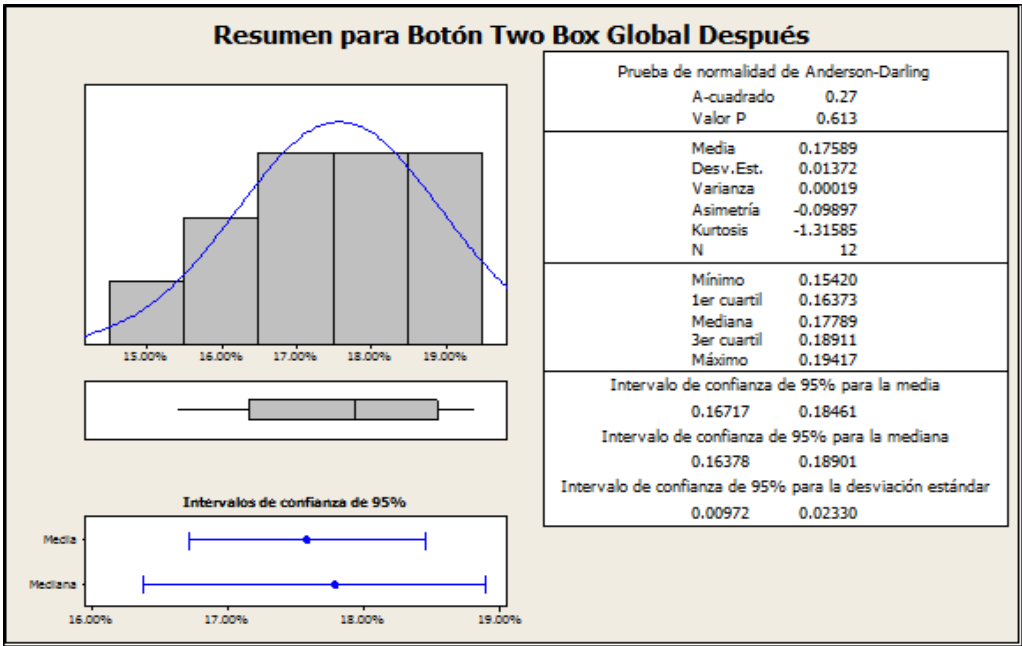 Resumen para Botón Two Box Global Después
15.00% 16.00% 17.00% 18.00% 19.00%
Intervalos de confianza de 95%
Media
Mediana
16.00% 17.00% 18.00% 19.00%
Prueba de normalidad de Anderson-Darling
A-cuadrado 0.27
Valor P 0.613
Media 0.17589
Desv.Est. 0.01372
Varianza 0.00019
Asimetría -0.09897
Kurtosis -1.31585
N 12
Mínimo 0.15420
1er cuartil 0.16373
Mediana 0.17789
3er cuartil 0.18911
Máximo 0.19417
Intervalo de confianza de 95% para la media
0.16717 0.18461
Intervalo de confianza de 95% para la mediana
0.16378 0.18901
Intervalo de confianza de 95% para la desviación estándar
0.00972 0.02330